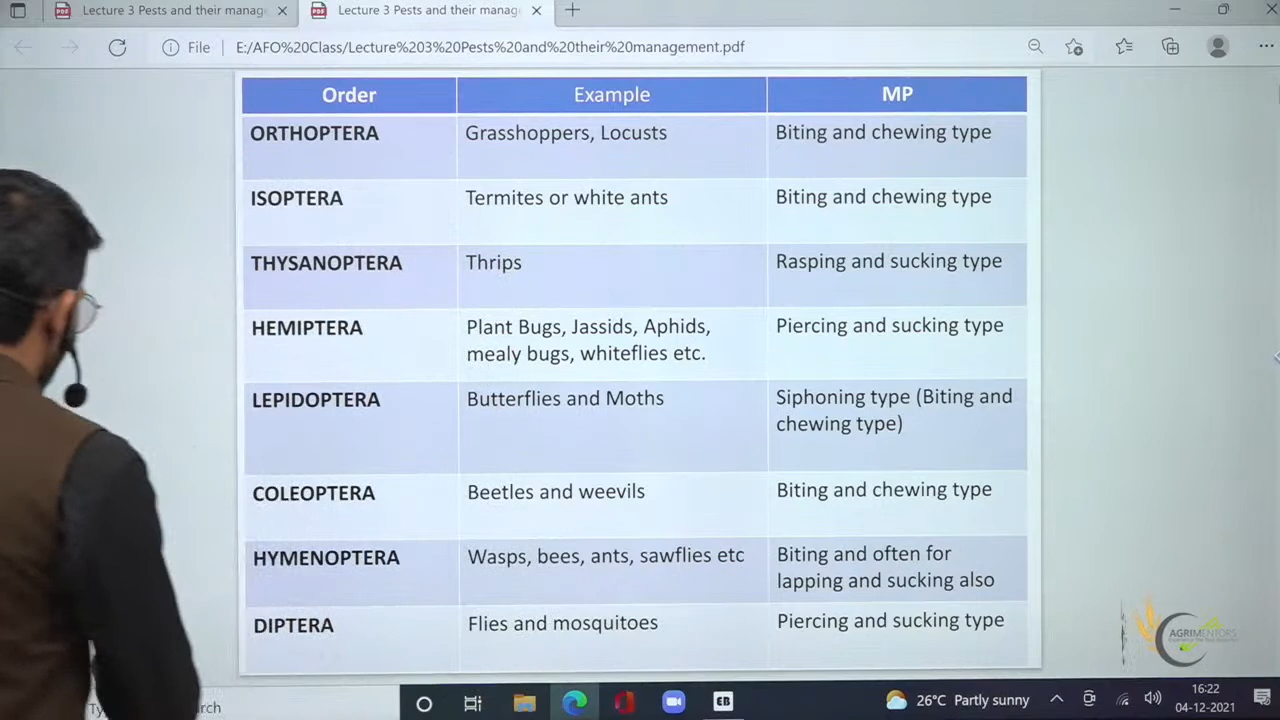 Lecture 3 Pests and their manag
Lecture 3 Pests and their manag
File
E:/AFO%20Class/Lecture%203%20Pests%20and%20their%20management.pdf
Order Example MP
ORTHOPTERA Grasshoppers, Locusts Biting and chewing type
ISOPTERA Termites or white ants Biting and chewing type
THYSANOPTERA Thrips Rasping and sucking type
HEMIPTERA Plant Bugs, Jassids, Aphids, Piercing and sucking type
mealy bugs, whiteflies etc.
LEPIDOPTERA Butterflies and Moths Siphoning type (Biting and
chewing type)
COLEOPTERA Beetles and weevils Biting and chewing type
HYMENOPTERA Wasps, bees, ants, sawflies etc Biting and often for
lapping and sucking also
DIPTERA Flies and mosquitoes Piercing and sucking type
AGRIMENTORS
Ty rch
EB
26°C Partly sunny
16:22
04-12-2021